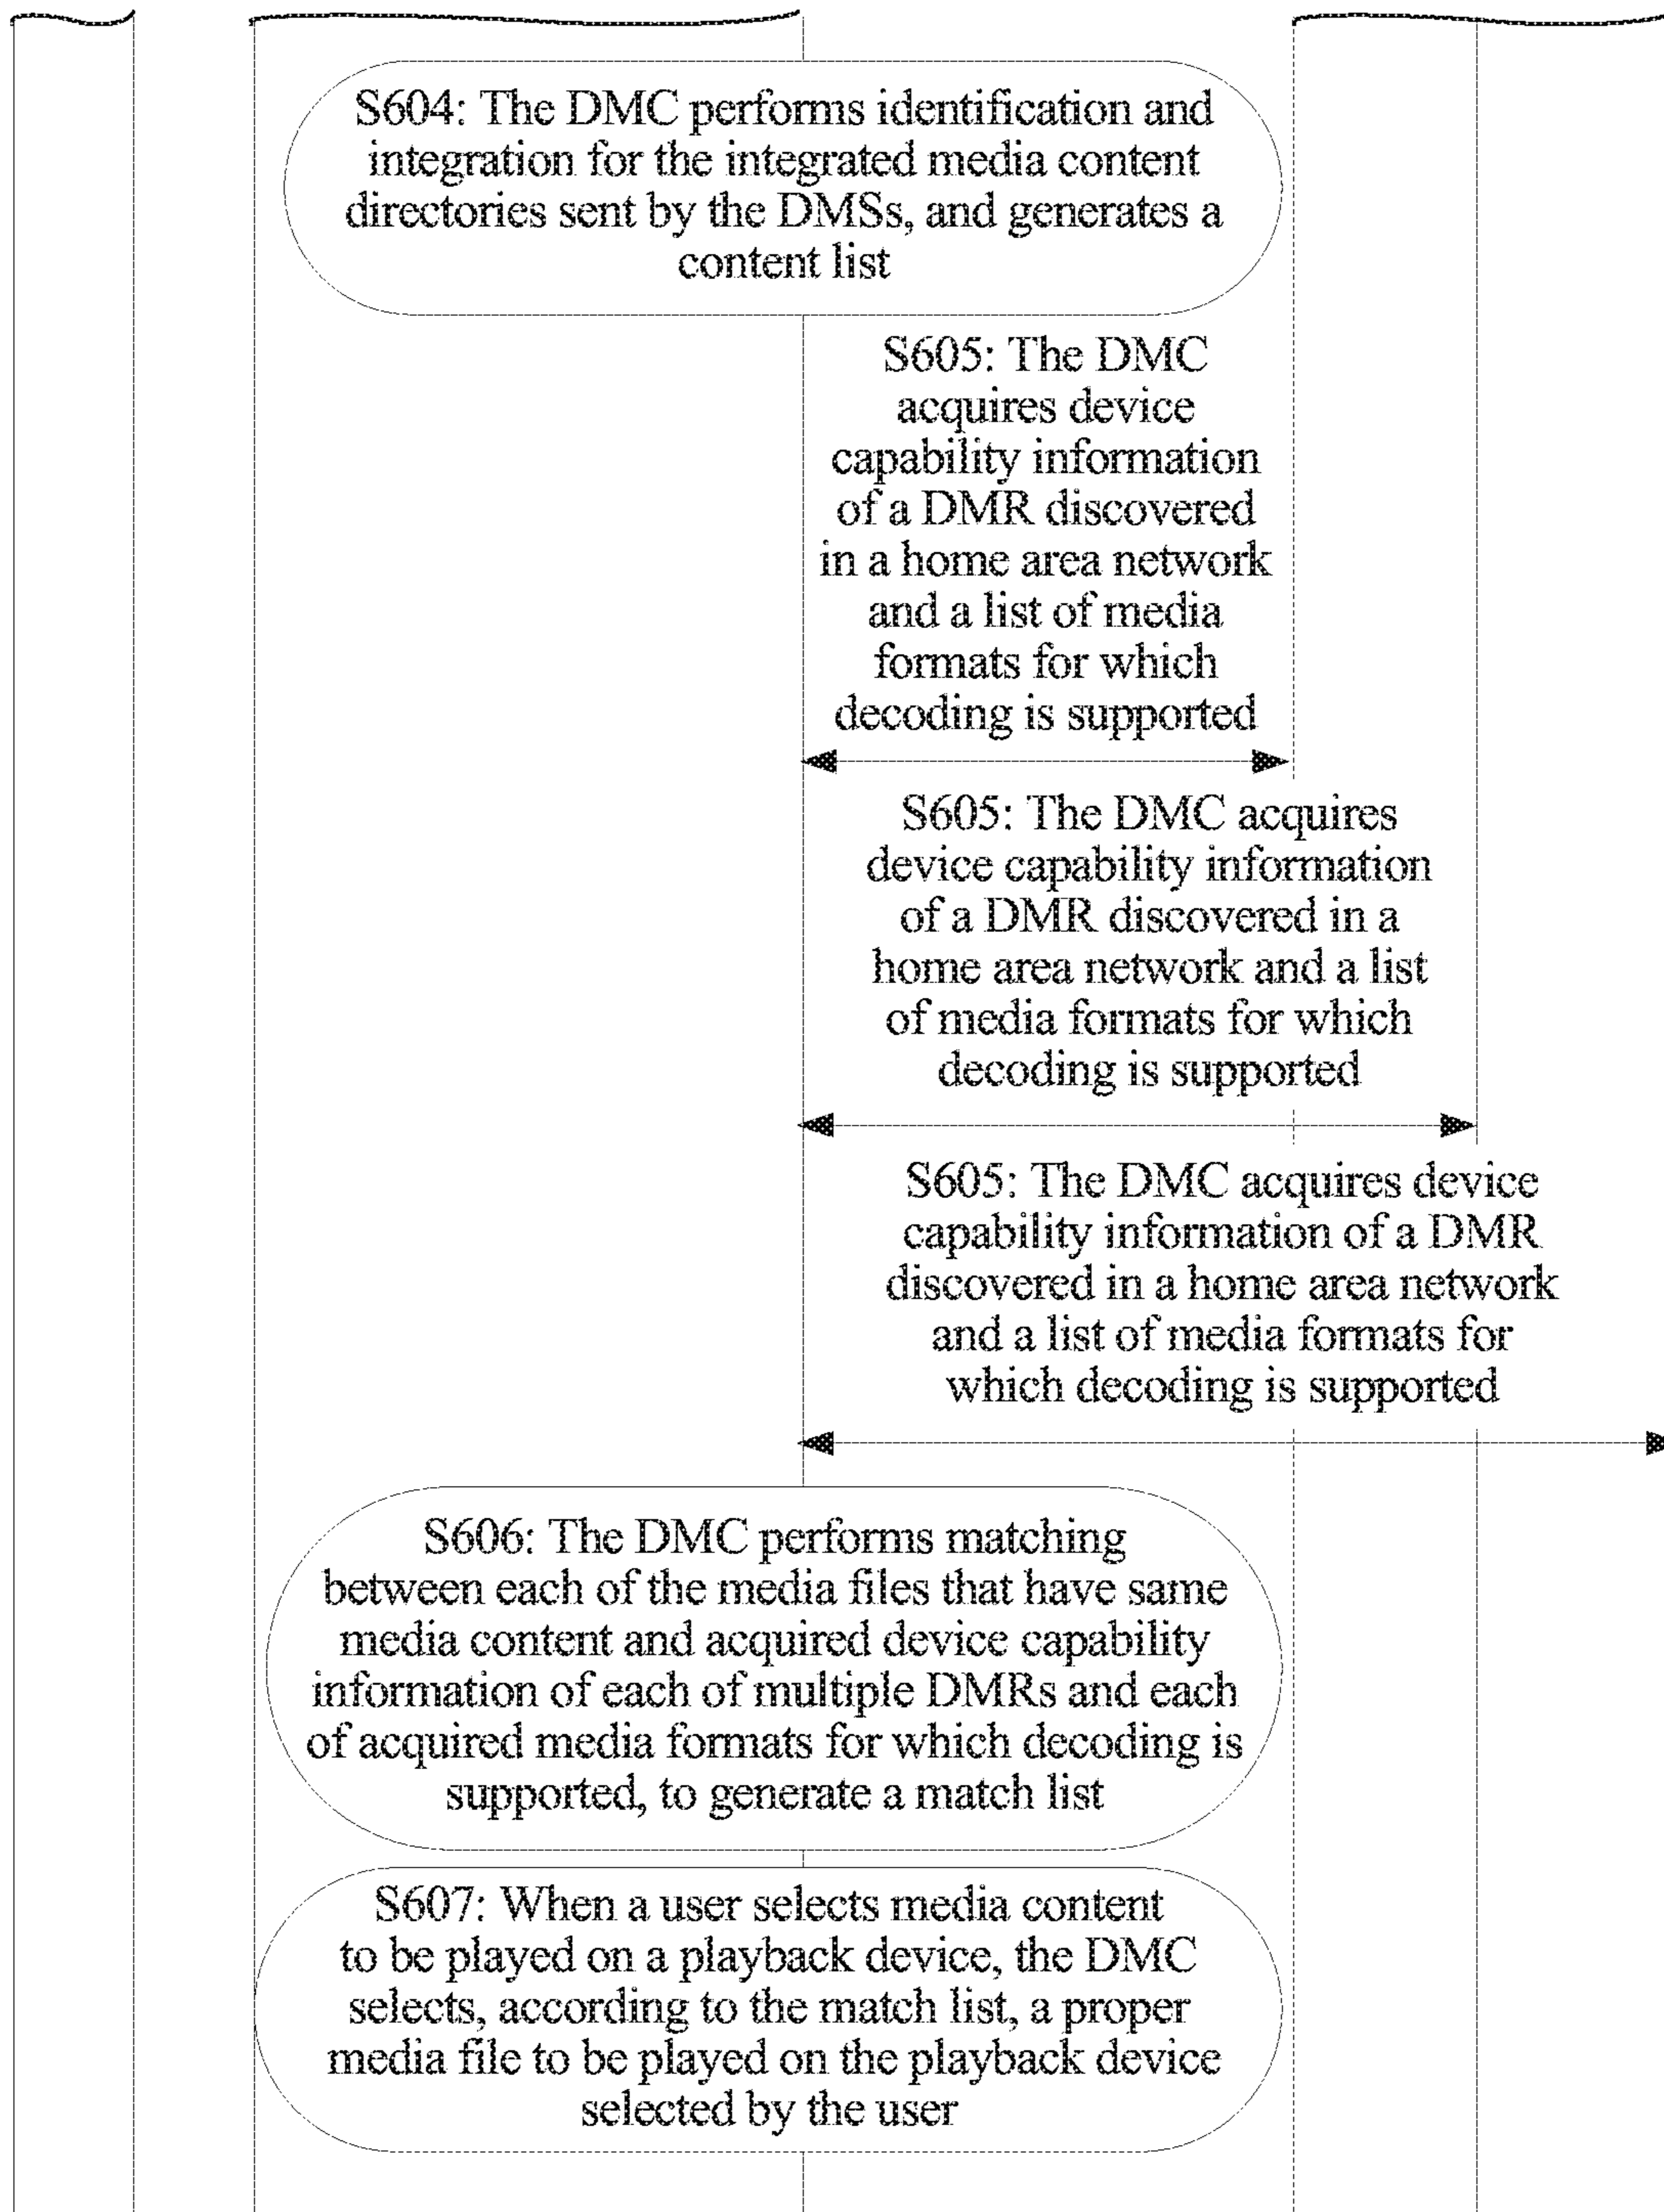 S604: The DMC performs identification and
integration for the integrated media content
directories sent by the DMSs, and generates a
content list
S605: The DMC
acquires device
capability information
of a DMR discovered
in a home area network
and a list of media
formats for which
decoding is supported
S605: The DMC acquires
device capability information
of a DMR discovered in a
home area network and a list
of media formats for which
decoding is supported
S605: The DMC acquires device
capability information of a DMR
discovered in a home area network
and a list of media formats for
which decoding is supported
S606: The DMC performs matching
between each of the media files that have same
media content and acquired device capability
information of each of multiple DMRs and each
of acquired media formats for which decoding is
supported, to generate a match list
S607: When a user selects media content
to be played on a playback device, the DMC
selects, according to the match list, a proper
media file to be played on the playback device
selected by the user